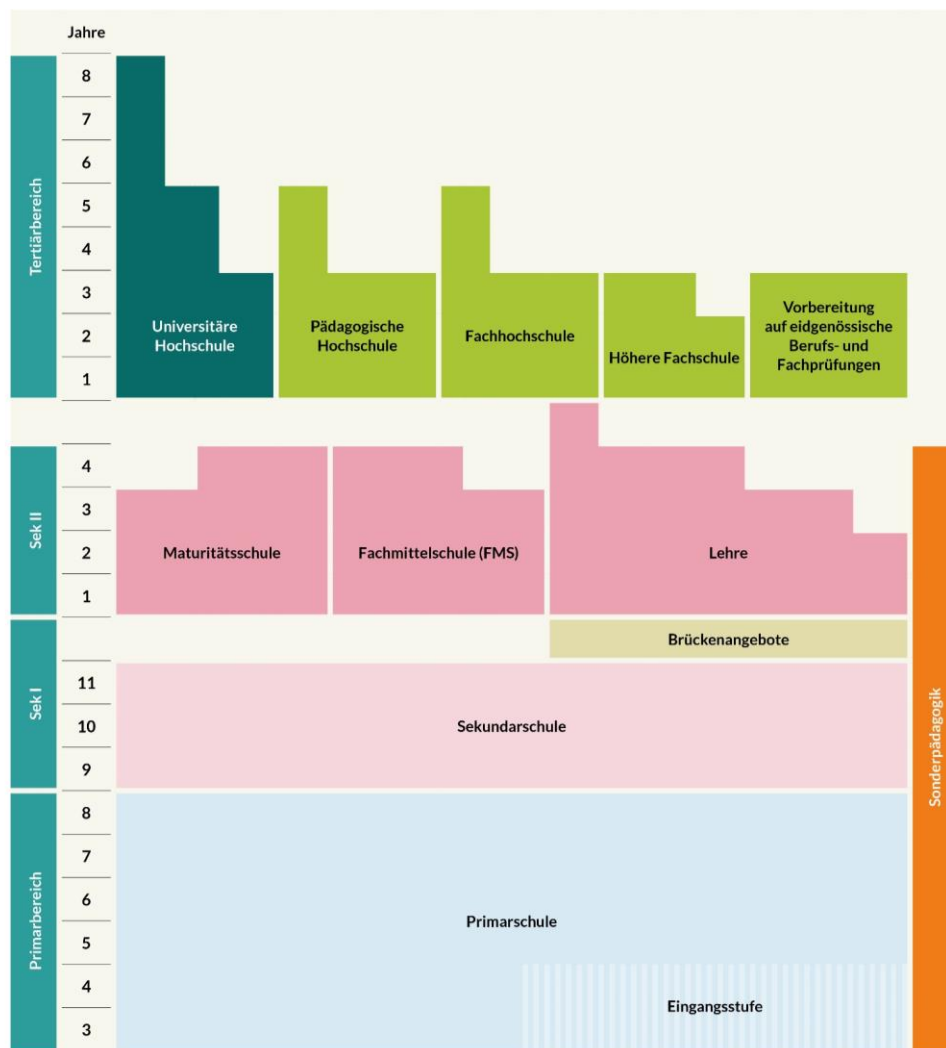 Jahre
Tertiärbereich
8
7
6
5
4
3
2
1
Universitäre
Hochschule
Pädagogische
Hochschule
Fachhochschule
Höhere Fachschule
Vorbereitung
auf eidgenössische
Berufs- und
Fachprüfungen
Sek II
4
3
2
1
Maturitätsschule
Fachmittelschule (FMS)
Lehre
Sek I
Brückenangebote
11
10
9
Sekundarschule
Sonderpädagogik
Primarbereich
8
7
6
5
4
3
Primarschule
Eingangsstufe